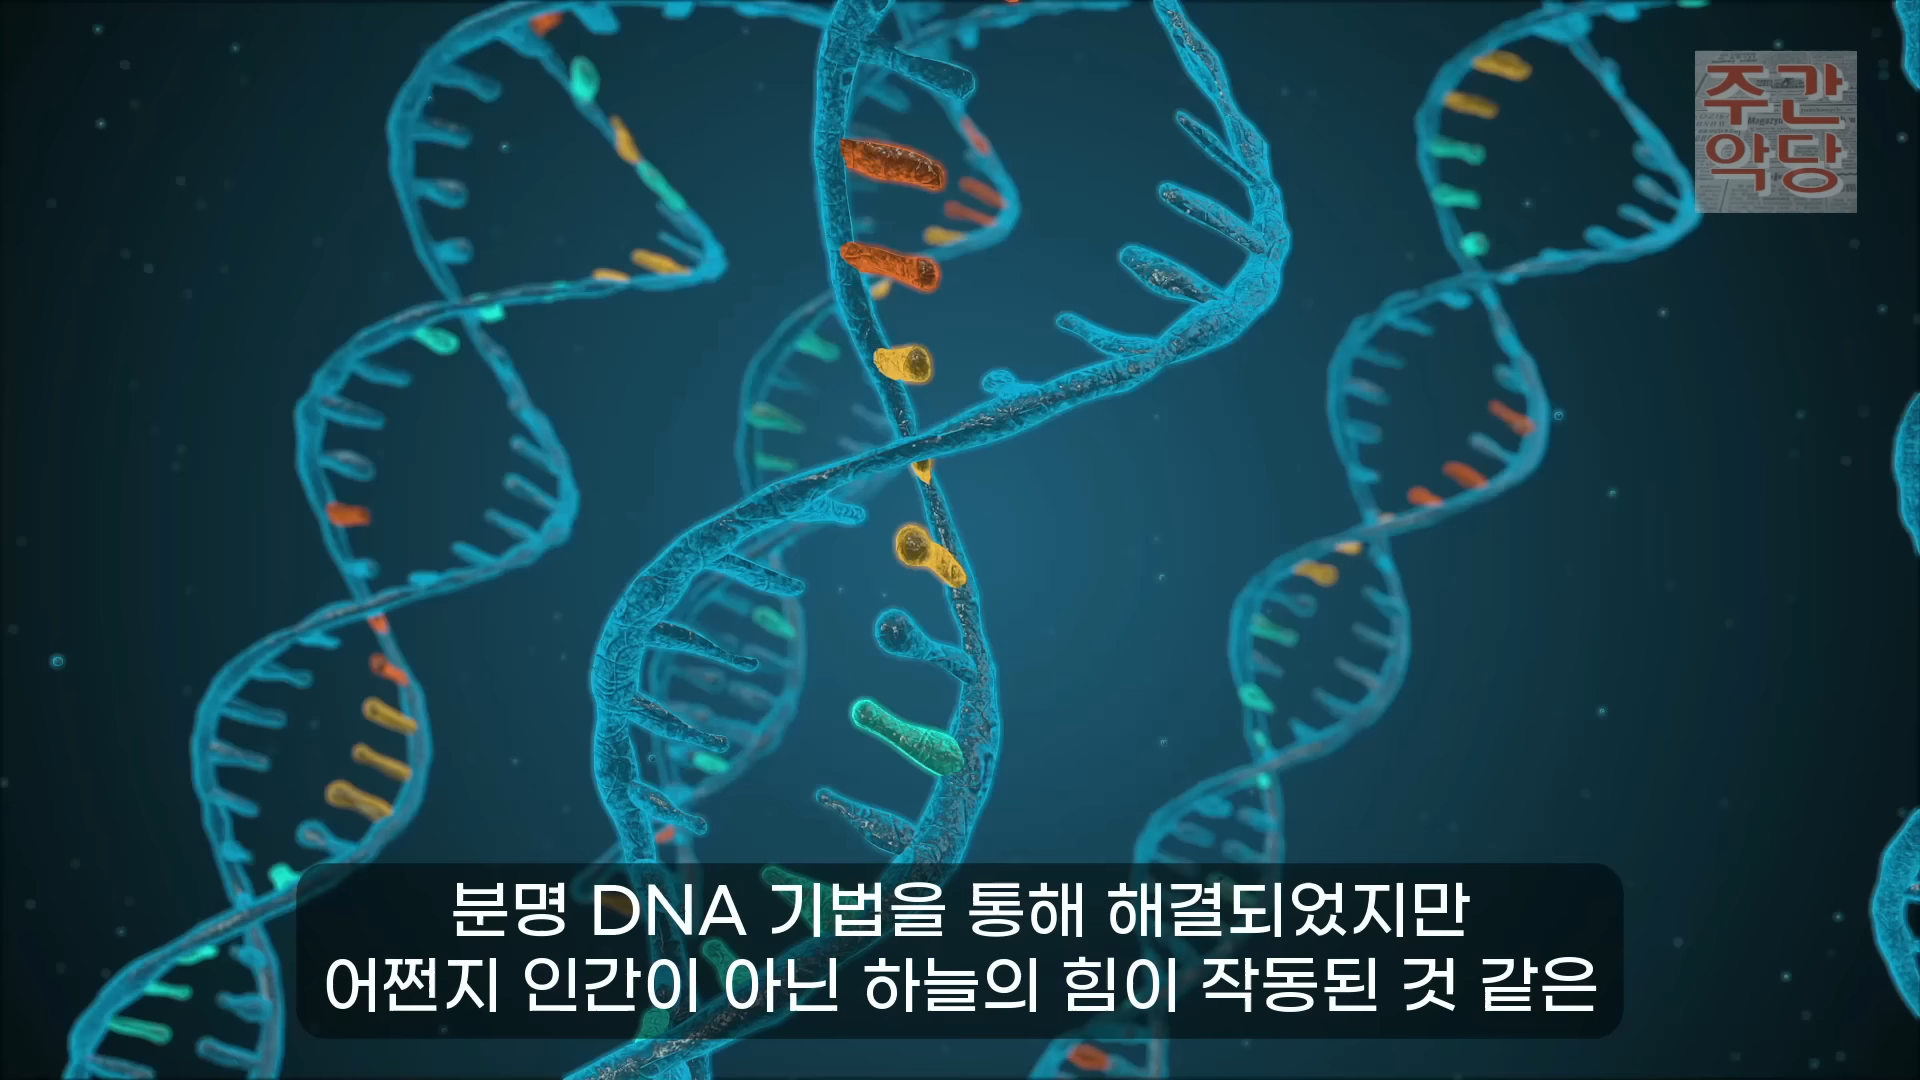 주간
악당
분명 DNA 기법을 통해 해결되었지만
어쩐지 인간이 아닌 하늘의 힘이 작동된 것 같은